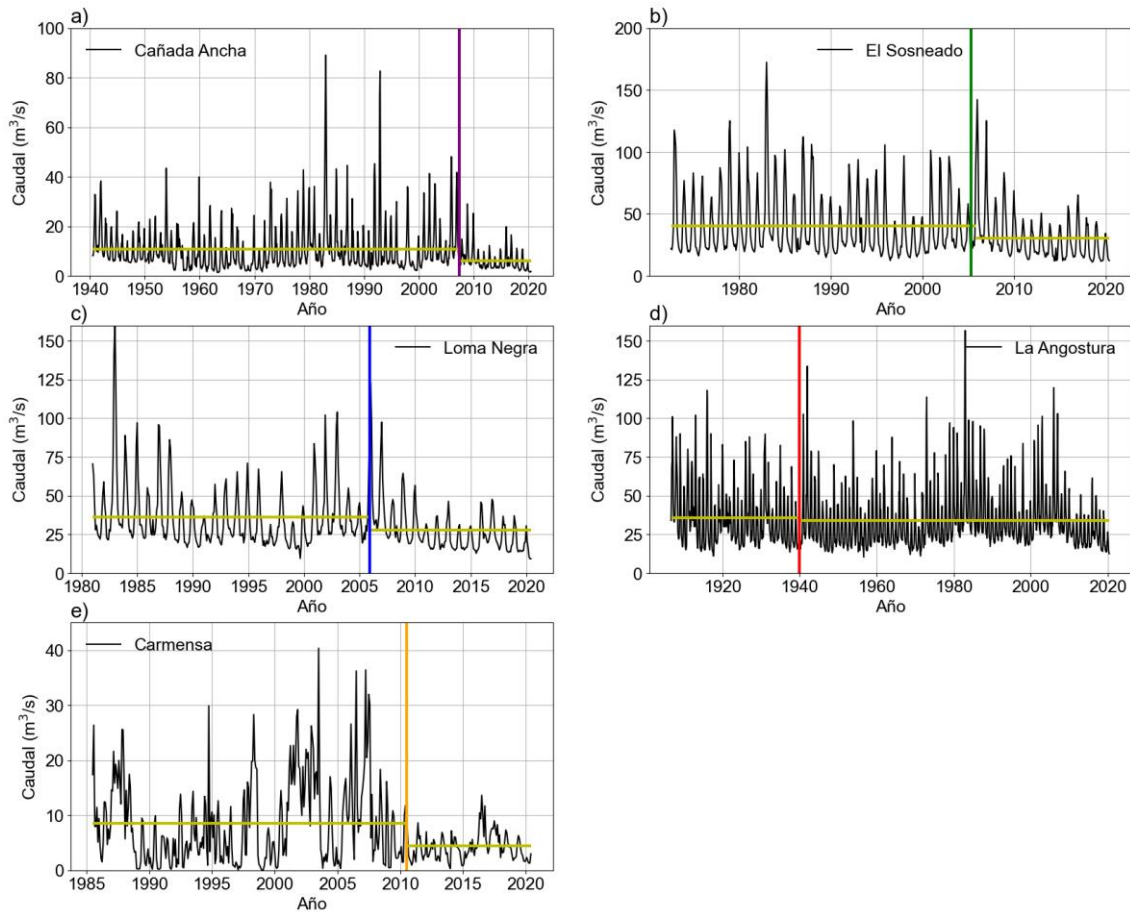 a)
Cañada Ancha
Caudal (m³/s)
100
80
60
40
20
0
1940 1950 1960 1970 1980 1990 2000 2010 2020
Año
b)
El Sosneado
Caudal (m³/s)
200
150
100
50
0
1980 1990 2000 2010 2020
Año
c)
Loma Negra
Caudal (m³/s)
150
125
100
75
50
25
0
1980 1985 1990 1995 2000 2005 2010 2015 2020
Año
d)
La Angostura
Caudal (m³/s)
150
125
100
75
50
25
0
1920 1940 1960 1980 2000 2020
Año
e)
Carmensa
Caudal (m³/s)
40
30
20
10
0
1985 1990 1995 2000 2005 2010 2015 2020
Año